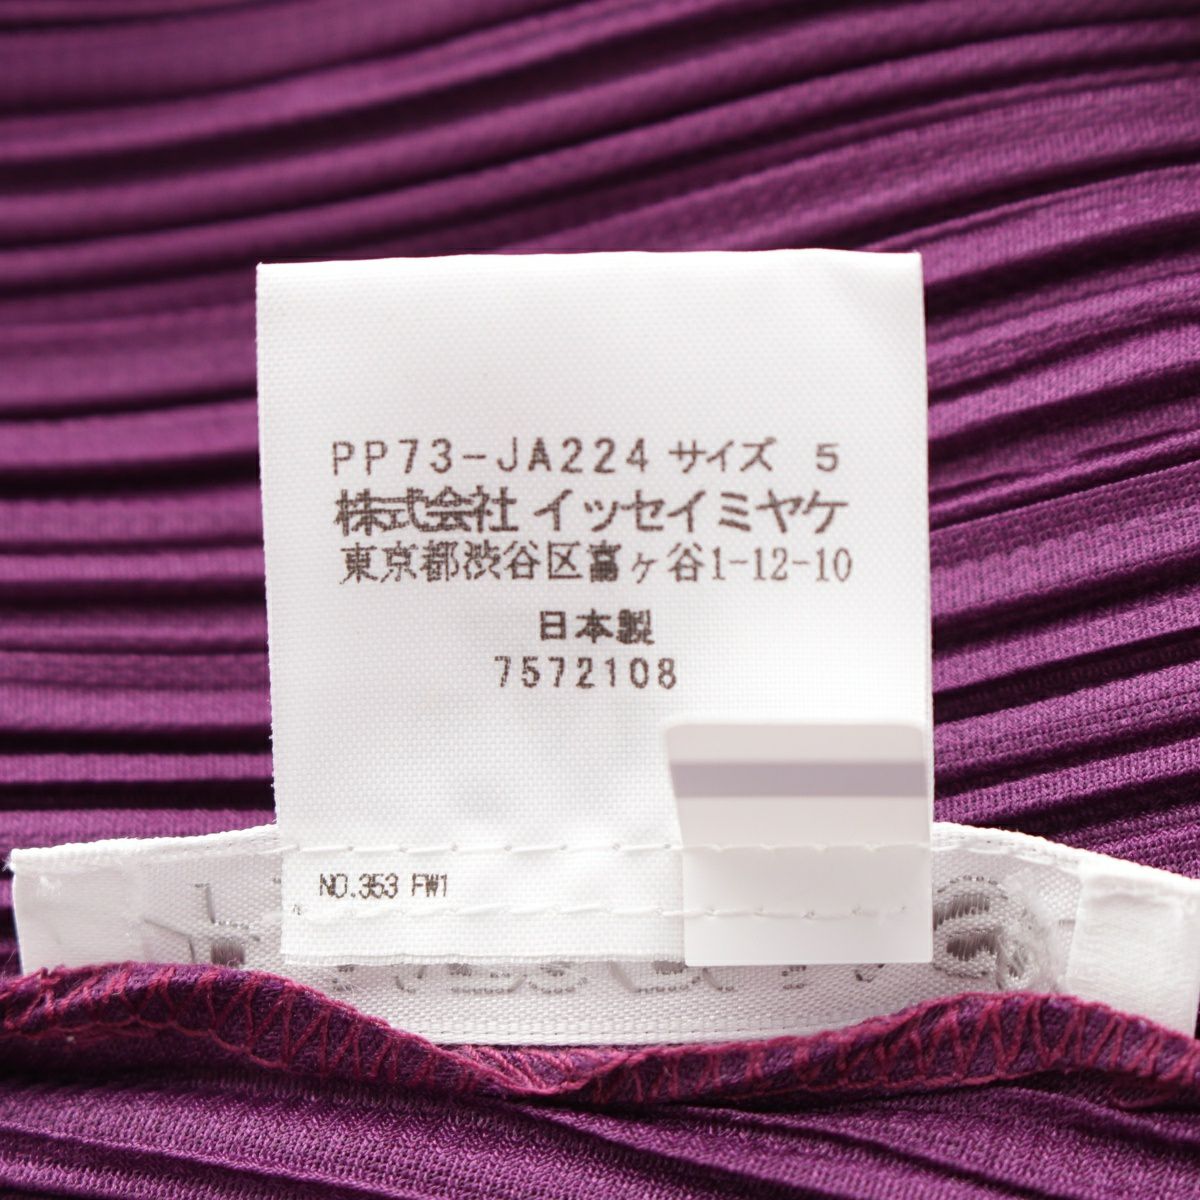 PP73-JA224 サイズ 5
株式会社 イッセイミヤケ
東京都渋谷区富ヶ谷1-12-10
日本製
7572108
NO.353 FW1